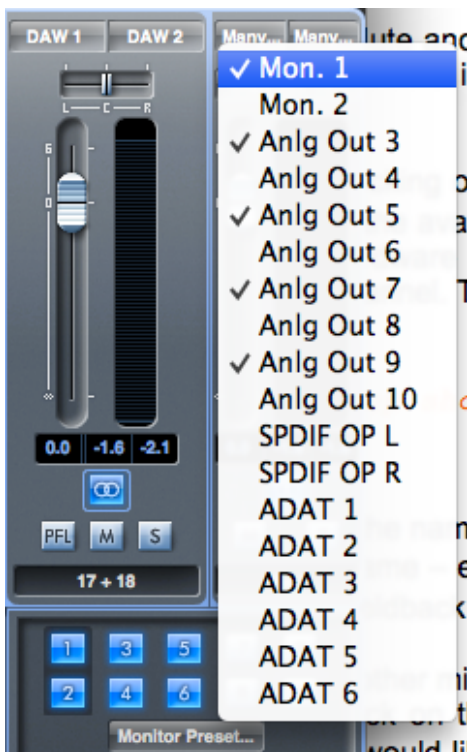 DAW 1 DAW 2 Many... Many...
L C R
6
0
∞
0.0 -1.6 -2.1
PFL M S
17 + 18
1 3 5
2 4 6
Monitor Preset...
✓ Mon. 1
Mon. 2
✓ Anlg Out 3
Anlg Out 4
✓ Anlg Out 5
Anlg Out 6
✓ Anlg Out 7
Anlg Out 8
✓ Anlg Out 9
Anlg Out 10
SPDIF OP L
SPDIF OP R
ADAT 1
ADAT 2
ADAT 3
ADAT 4
ADAT 5
ADAT 6